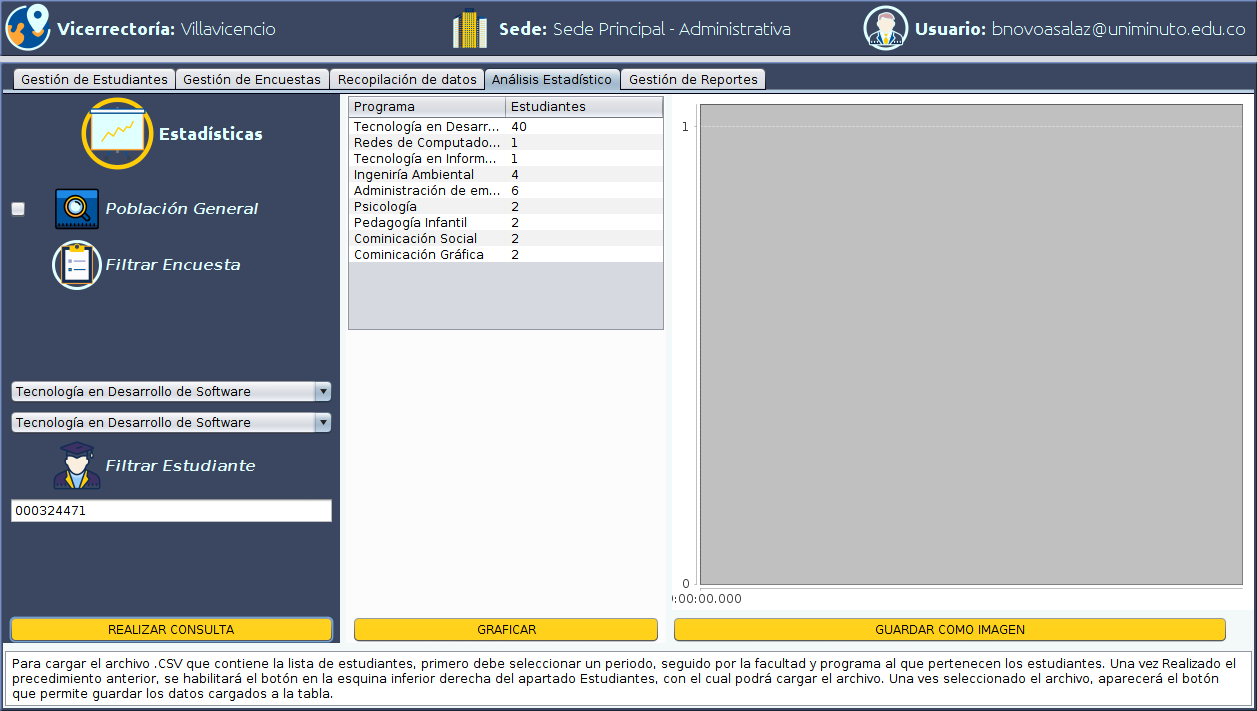 Vicerrectoría: Villavicencio
Sede: Sede Principal - Administrativa
Usuario: bnovoasalaz@uniminuto.edu.co
Gestión de Estudiantes
Gestión de Encuestas
Recopilación de datos
Análisis Estadístico
Gestión de Reportes
Estadísticas
Población General
Filtrar Encuesta
Tecnología en Desarrollo de Software
Tecnología en Desarrollo de Software
Filtrar Estudiante
000324471
REALIZAR CONSULTA
Programa Estudiantes
Tecnología en Desarr... 40
Redes de Computado... 1
Tecnología en Inform... 1
Ingeniría Ambiental 4
Administración de em... 6
Psicología 2
Pedagogía Infantil 2
Cominicación Social 2
Cominicación Gráfica 2
GRAFICAR
1
0
:00:00.000
GUARDAR COMO IMAGEN
Para cargar el archivo .CSV que contiene la lista de estudiantes, primero debe seleccionar un periodo, seguido por la facultad y programa al que pertenecen los estudiantes. Una vez Realizado el
precedimiento anterior, se habilitará el botón en la esquina inferior derecha del apartado Estudiantes, con el cual podrá cargar el archivo. Una ves seleccionado el archivo, aparecerá el botón
que permite guardar los datos cargados a la tabla.